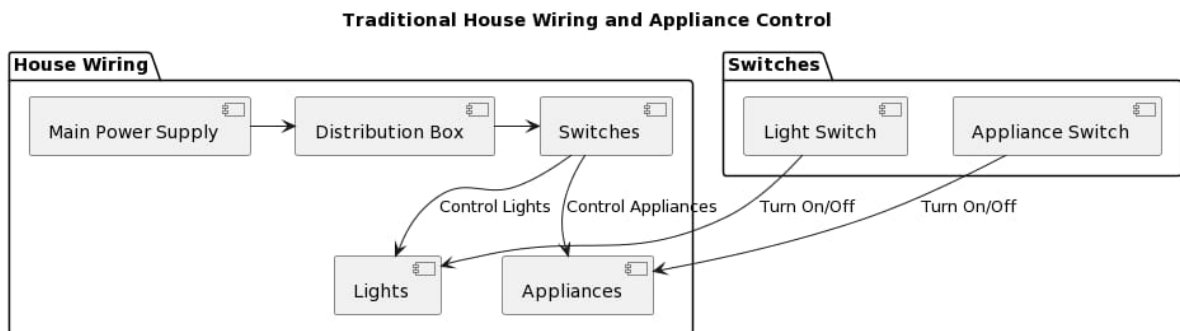 Traditional House Wiring and Appliance Control
House Wiring
Switches
Main Power Supply
Distribution Box
Switches
Light Switch
Appliance Switch
Control Lights
Control Appliances
Turn On/Off
Turn On/Off
Lights
Appliances